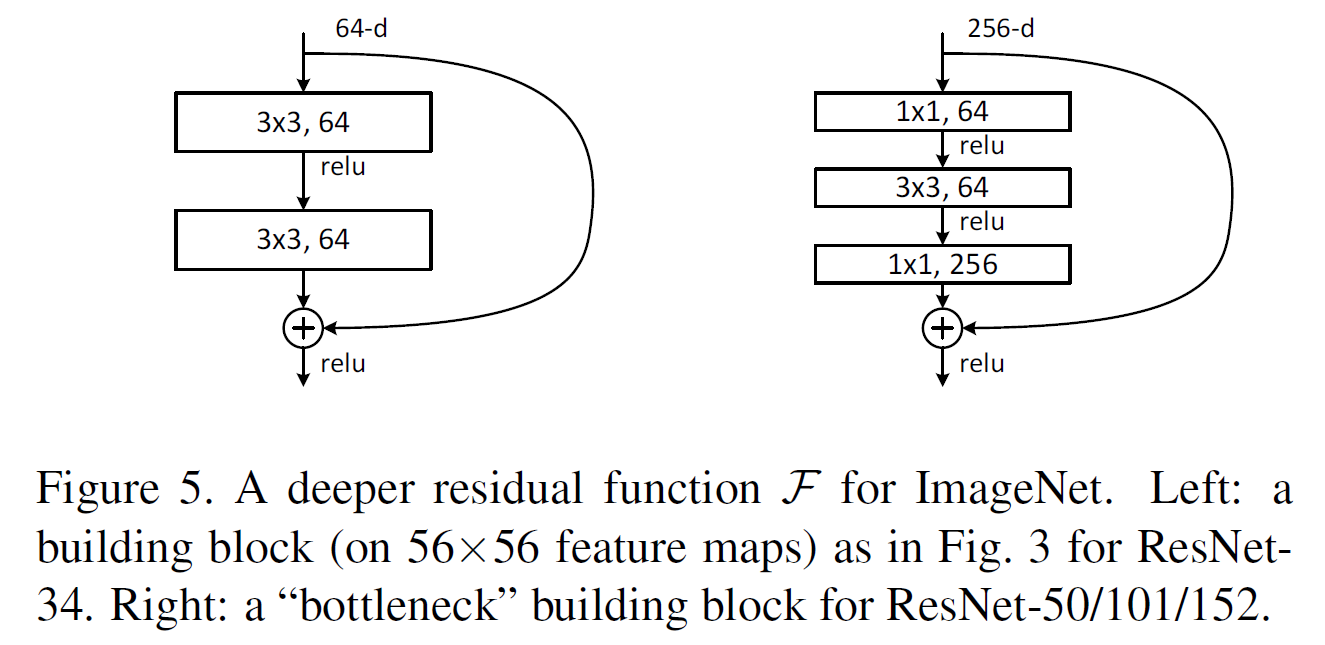 64-d
3x3, 64
relu
3x3, 64
relu
256-d
1x1, 64
relu
3x3, 64
relu
1x1, 256
relu
Figure 5. A deeper residual function ℱ for ImageNet. Left: a
building block (on 56×56 feature maps) as in Fig. 3 for ResNet-
34. Right: a “bottleneck” building block for ResNet-50/101/152.